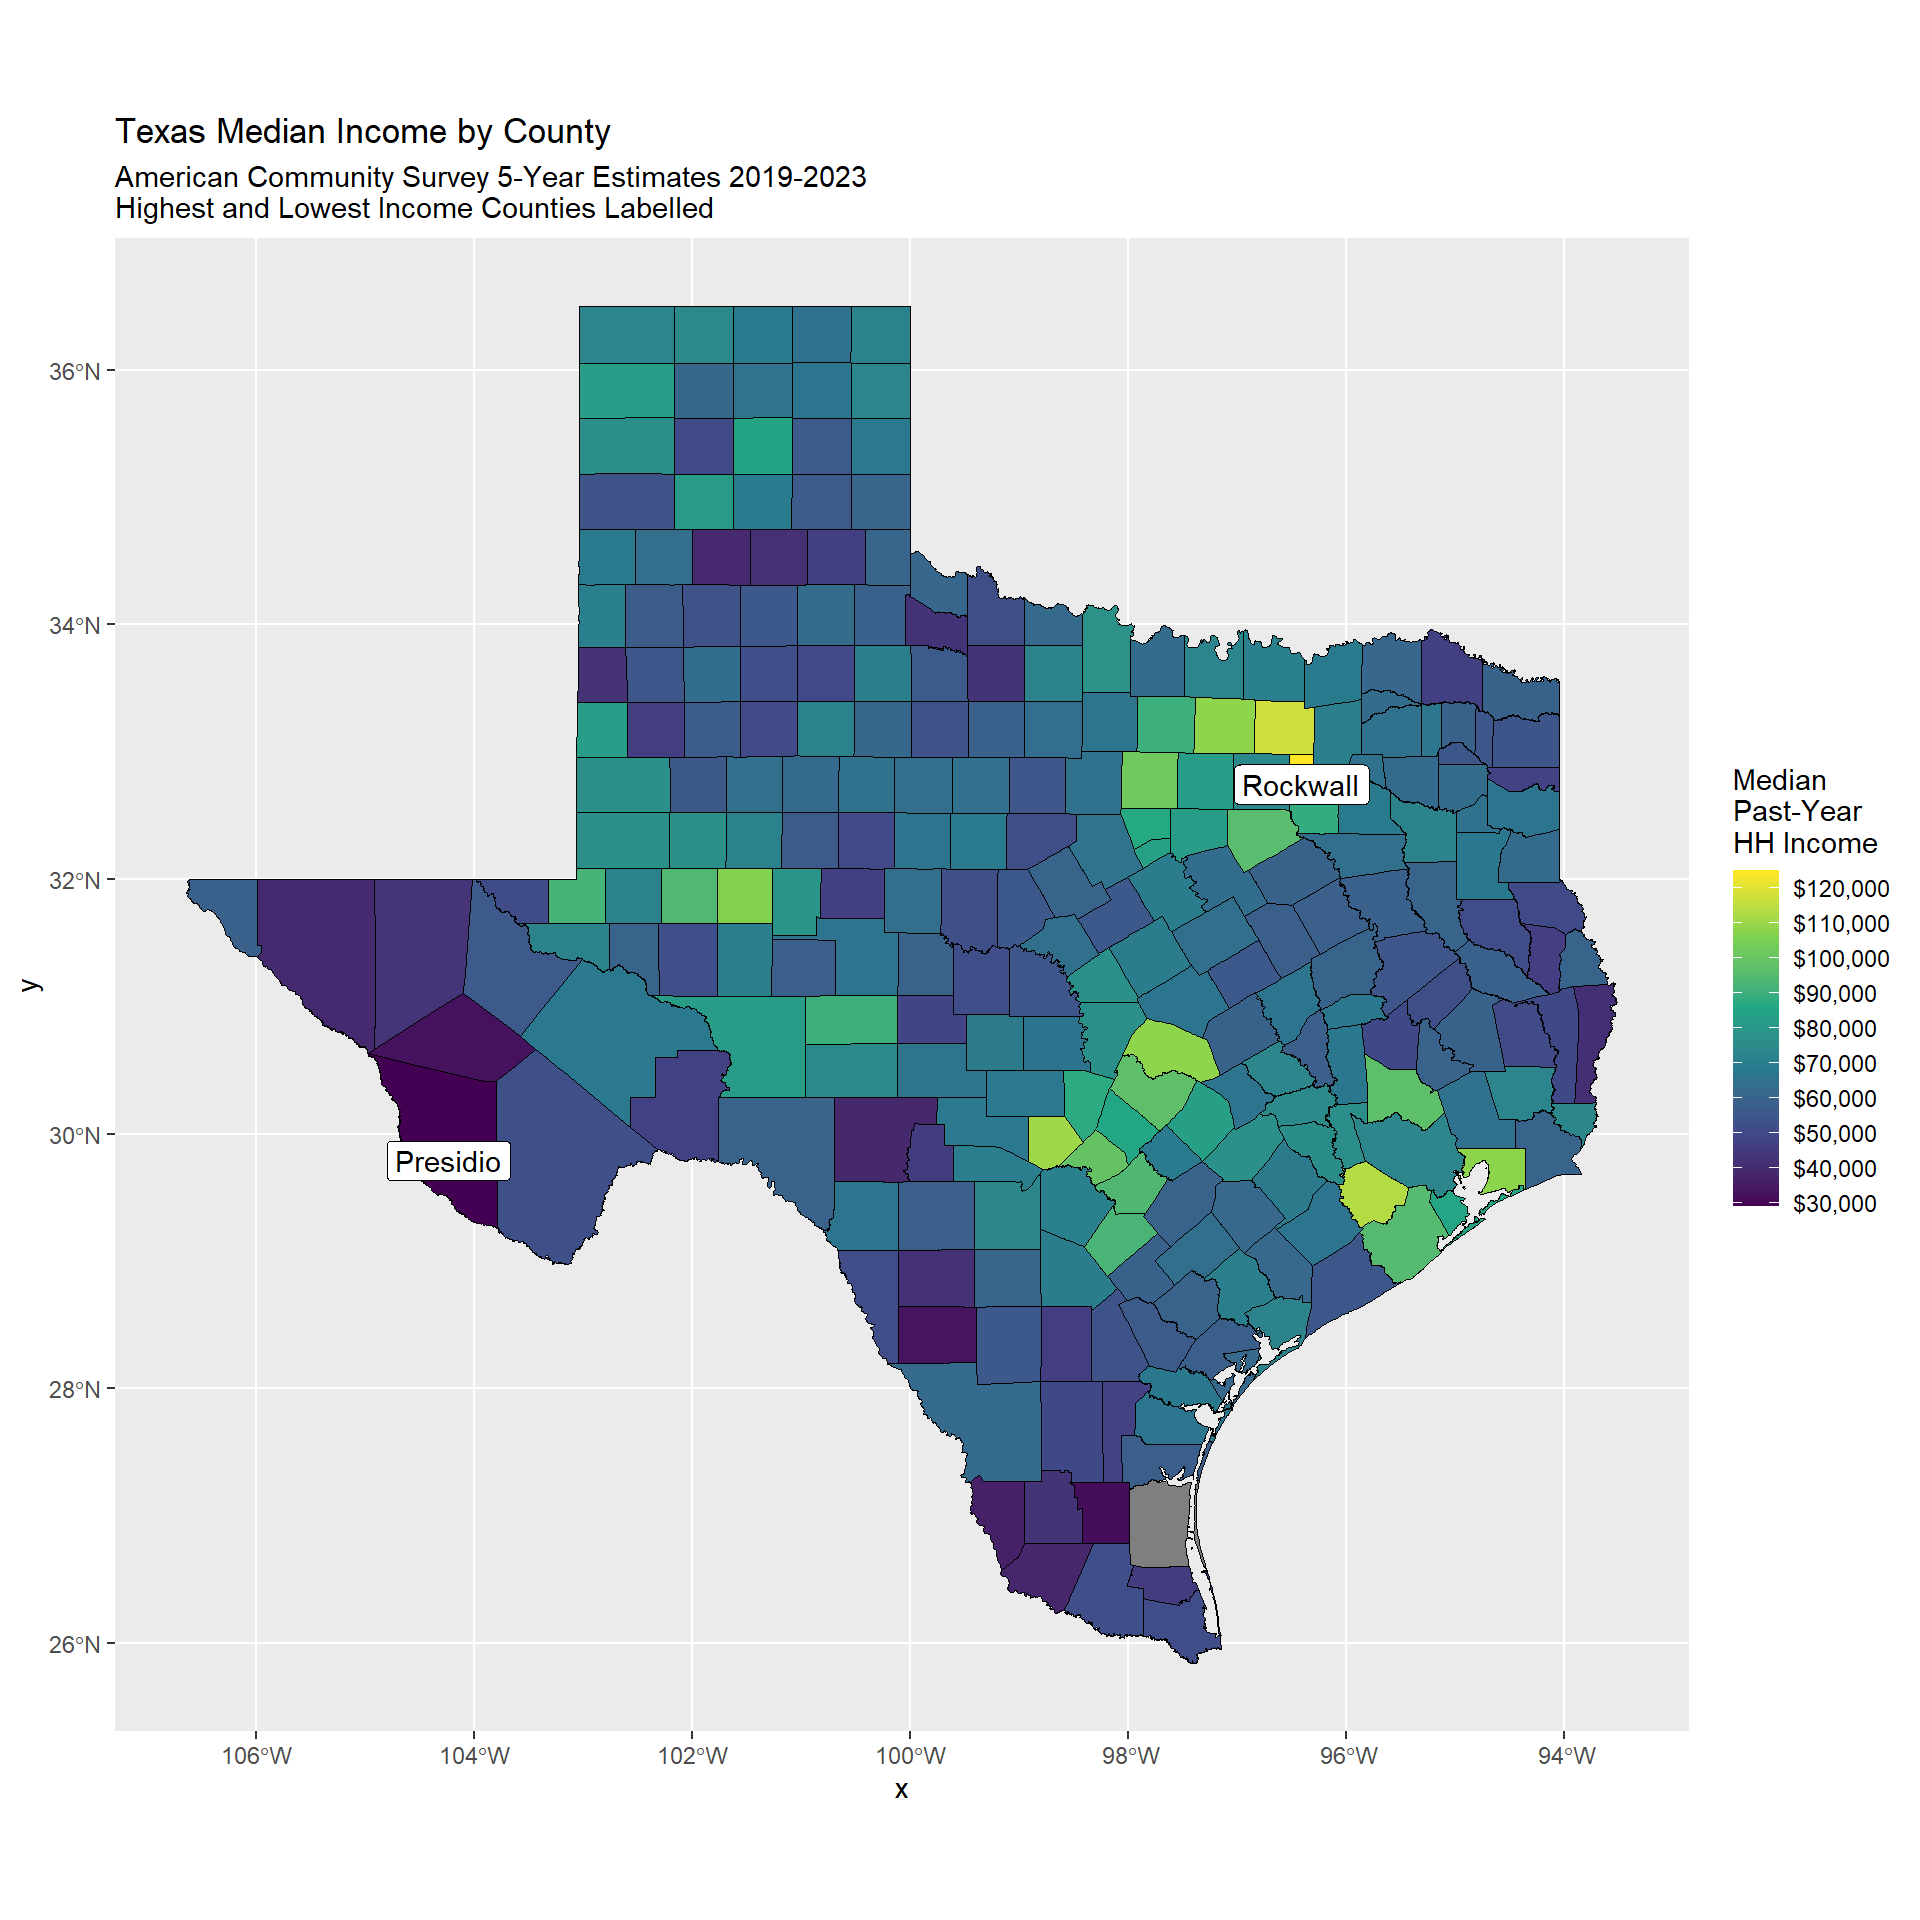 Texas Median Income by County
American Community Survey 5-Year Estimates 2019-2023
Highest and Lowest Income Counties Labelled
36°N
34°N
32°N
30°N
28°N
26°N
y
Rockwall
Presidio
106°W
104°W
102°W
100°W
98°W
96°W
94°W
x
Median
Past-Year
HH Income
$120,000
$110,000
$100,000
$90,000
$80,000
$70,000
$60,000
$50,000
$40,000
$30,000